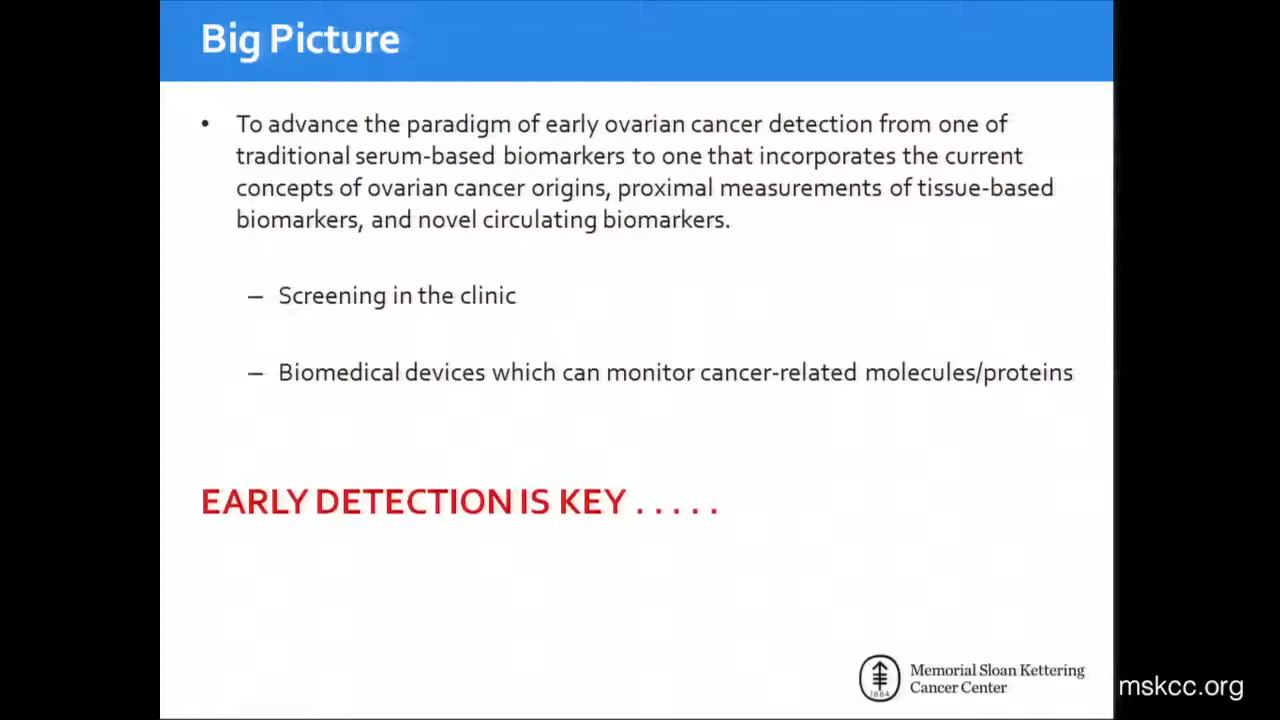 Big Picture
• To advance the paradigm of early ovarian cancer detection from one of
traditional serum-based biomarkers to one that incorporates the current
concepts of ovarian cancer origins, proximal measurements of tissue-based
biomarkers, and novel circulating biomarkers.
– Screening in the clinic
– Biomedical devices which can monitor cancer-related molecules/proteins
EARLY DETECTION IS KEY . . . . .
1884
Memorial Sloan Kettering
Cancer Center
mskcc.org